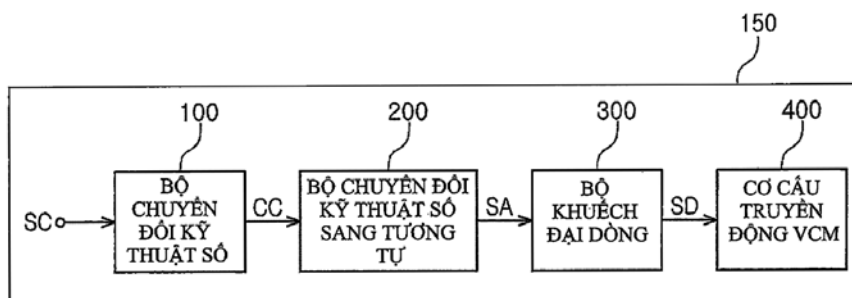 150
100
200
300
400
SC
BỘ
CHUYỂN
ĐỔI KỸ
THUẬT SỐ
CC
BỘ CHUYỂN ĐỔI
KỸ THUẬT SỐ
SANG TƯƠNG
TỰ
SA
BỘ
KHUẾCH
ĐẠI DÒNG
SD
CƠ CẤU
TRUYỀN
ĐỘNG VCM